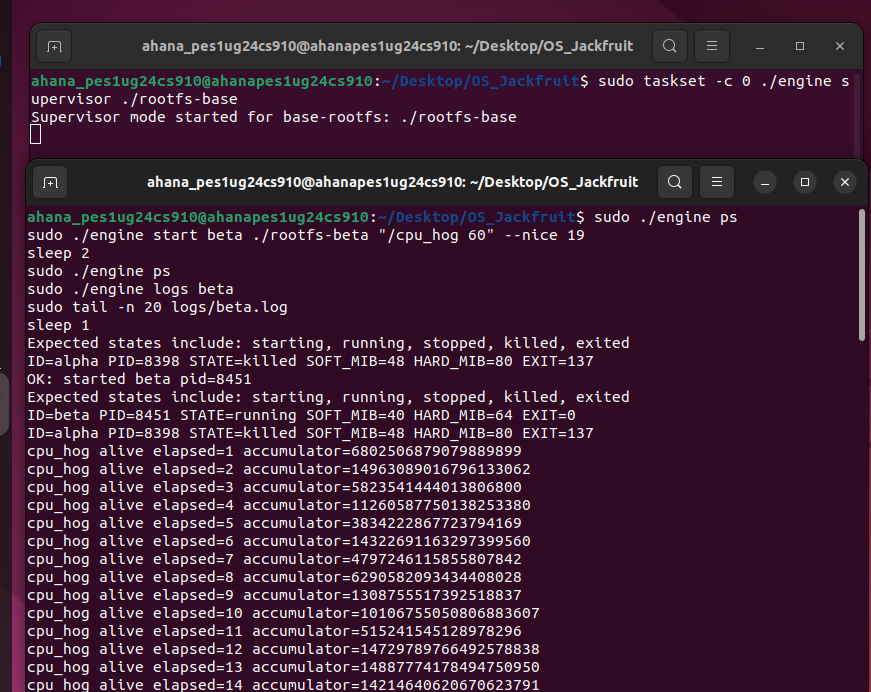 ahana_pes1ug24cs910@ahanapes1ug24cs910: ~/Desktop/OS_Jackfruit
ahana_pes1ug24cs910@ahanapes1ug24cs910:~/Desktop/OS_Jackfruit$ sudo taskset -c 0 ./engine s
upervisor ./rootfs-base
Supervisor mode started for base-rootfs: ./rootfs-base
ahana_pes1ug24cs910@ahanapes1ug24cs910: ~/Desktop/OS_Jackfruit
ahana_pes1ug24cs910@ahanapes1ug24cs910:~/Desktop/OS_Jackfruit$ sudo ./engine ps
sudo ./engine start beta ./rootfs-beta "/cpu_hog 60" --nice 19
sleep 2
sudo ./engine ps
sudo ./engine logs beta
sudo tail -n 20 logs/beta.log
sleep 1
Expected states include: starting, running, stopped, killed, exited
ID=alpha PID=8398 STATE=killed SOFT_MIB=48 HARD_MIB=80 EXIT=137
OK: started beta pid=8451
Expected states include: starting, running, stopped, killed, exited
ID=beta PID=8451 STATE=running SOFT_MIB=40 HARD_MIB=64 EXIT=0
ID=alpha PID=8398 STATE=killed SOFT_MIB=48 HARD_MIB=80 EXIT=137
cpu_hog alive elapsed=1 accumulator=6802506879079889899
cpu_hog alive elapsed=2 accumulator=14963089016796133062
cpu_hog alive elapsed=3 accumulator=5823541444013806800
cpu_hog alive elapsed=4 accumulator=11260587750138253380
cpu_hog alive elapsed=5 accumulator=3834222867723794169
cpu_hog alive elapsed=6 accumulator=14322691163297399560
cpu_hog alive elapsed=7 accumulator=4797246115855807842
cpu_hog alive elapsed=8 accumulator=6290582093434408028
cpu_hog alive elapsed=9 accumulator=1308755517392518837
cpu_hog alive elapsed=10 accumulator=10106755050806883607
cpu_hog alive elapsed=11 accumulator=515241545128978296
cpu_hog alive elapsed=12 accumulator=14729789766492578838
cpu_hog alive elapsed=13 accumulator=14887774178494750950
cpu_hog alive elapsed=14 accumulator=14214640620670623791